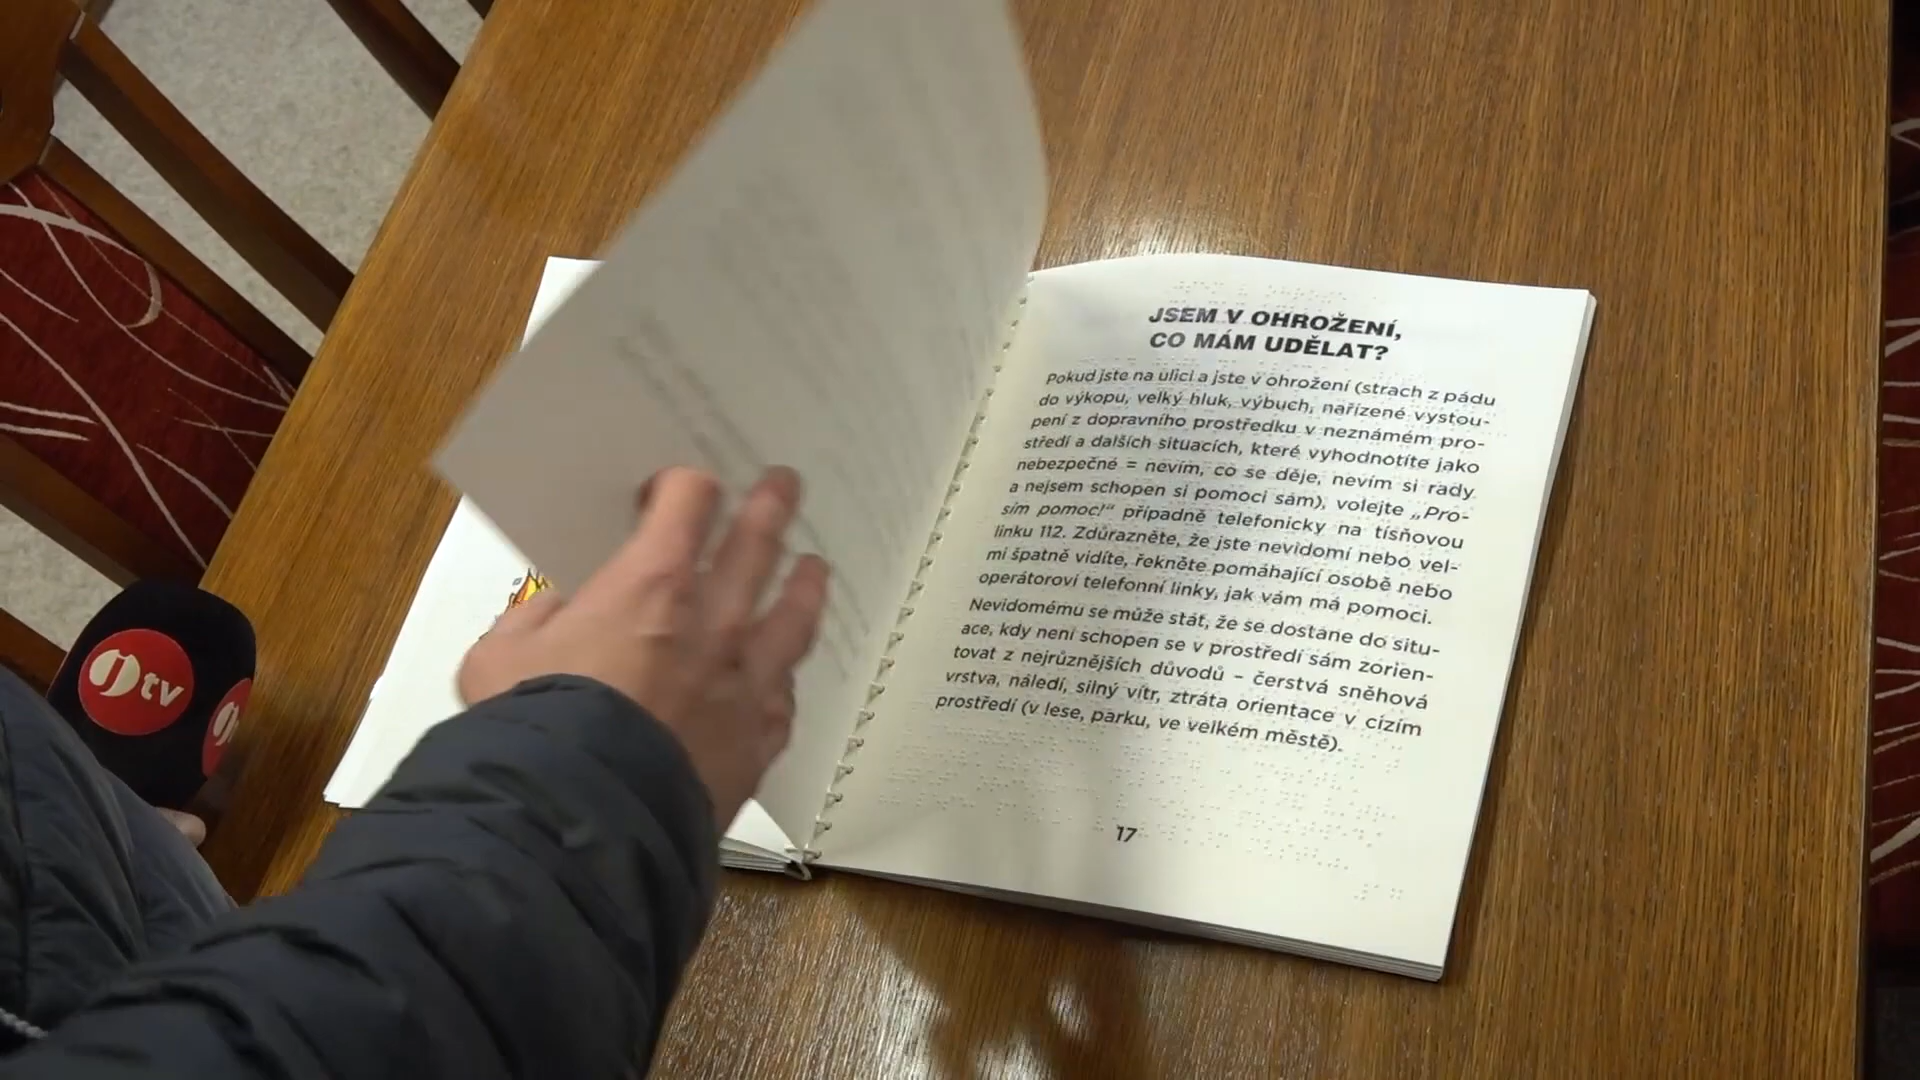 JSEM V OHROŽENÍ,
CO MÁM UDĚLAT?
Pokud jste na ulici a jste v ohrožení (strach z pádu
do výkopu, velký hluk, výbuch, nařízené vystou-
pení z dopravního prostředku v neznámém pro-
středí a dalších situacích, které vyhodnotíte jako
nebezpečné = nevím, co se děje, nevím si rady
a nejsem schopen si pomoci sám), volejte „Pro-
sím pomoc!“ případně telefonicky na tísňovou
linku 112. Zdůrazněte, že jste nevidomí nebo vel-
mi špatně vidíte, řekněte pomáhající osobě nebo
operátorovi telefonní linky, jak vám má pomoci.
Nevidomému se může stát, že se dostane do situ-
ace, kdy není schopen se v prostředí sám zorien-
tovat z nejrůznějších důvodů – čerstvá sněhová
vrstva, náledí, silný vítr, ztráta orientace v cizím
prostředí (v lese, parku, ve velkém městě).
17
tv